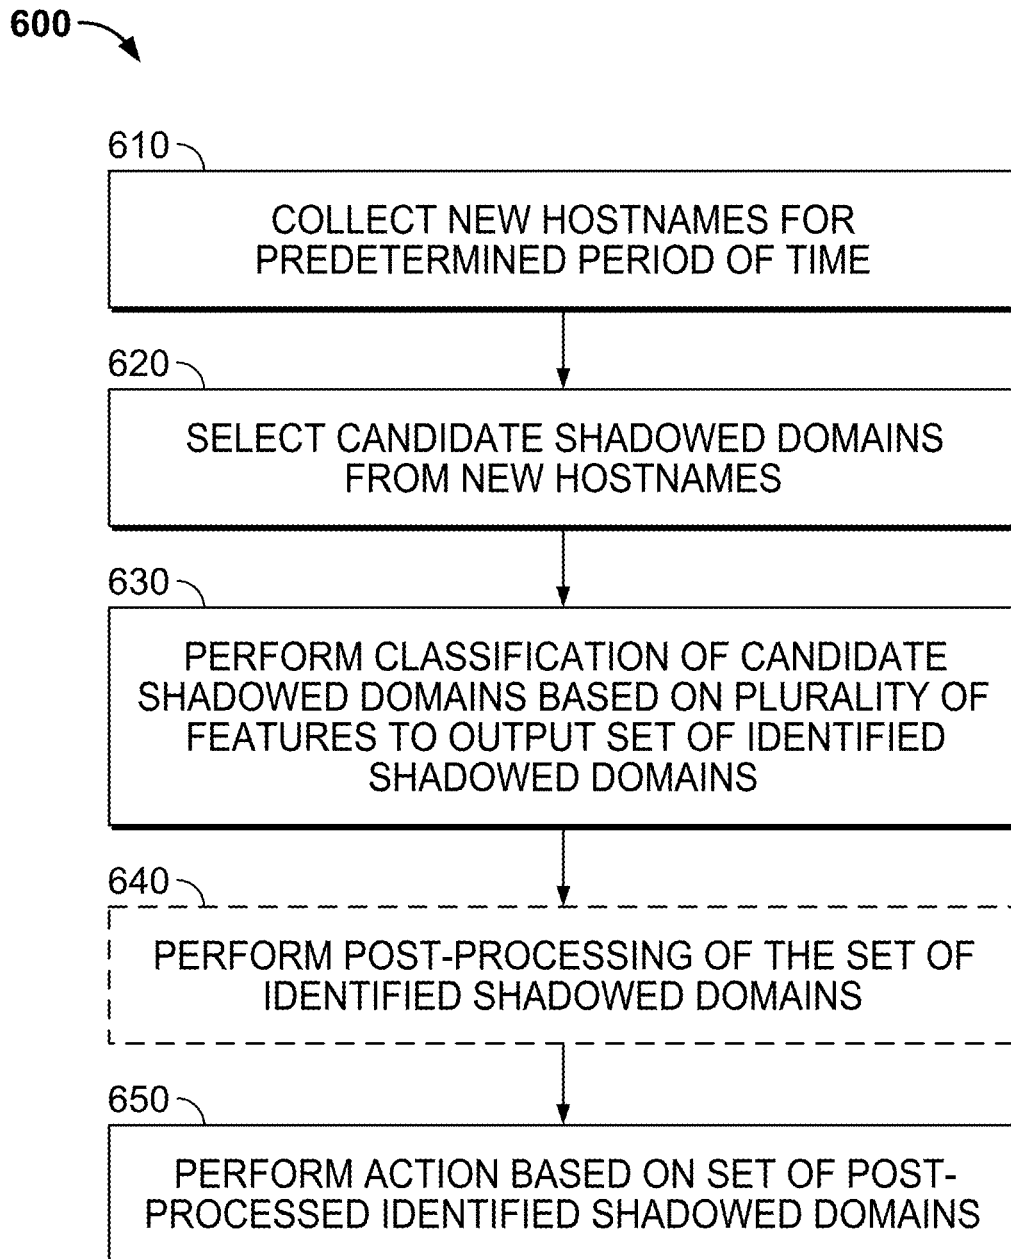 600
610
COLLECT NEW HOSTNAMES FOR
PREDETERMINED PERIOD OF TIME
620
SELECT CANDIDATE SHADOWED DOMAINS
FROM NEW HOSTNAMES
630
PERFORM CLASSIFICATION OF CANDIDATE
SHADOWED DOMAINS BASED ON PLURALITY OF
FEATURES TO OUTPUT SET OF IDENTIFIED
SHADOWED DOMAINS
640
PERFORM POST-PROCESSING OF THE SET OF
IDENTIFIED SHADOWED DOMAINS
650
PERFORM ACTION BASED ON SET OF POST-
PROCESSED IDENTIFIED SHADOWED DOMAINS